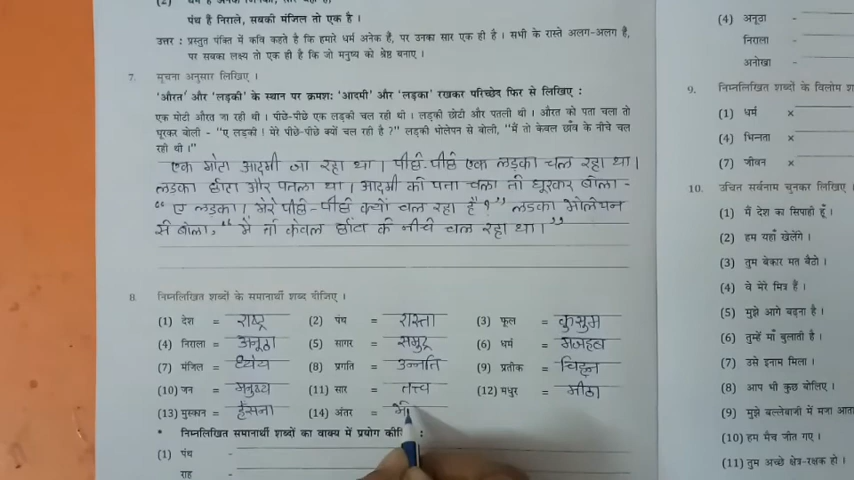 पंथ हैं निराले, सबकी मंजिल तो एक है ।
उत्तर : प्रस्तुत पंक्ति में कवि कहते है कि हमारे धर्म अनेक है, पर उनका सार एक ही है । सभी के रास्ते अलग-अलग है,
पर सबका लक्ष्य तो एक ही है कि जो मनुष्य को श्रेष्ठ बनाए ।
7. सूचना अनुसार लिखिए ।
'औरत' और 'लड़की' के स्थान पर क्रमशः 'आदमी' और 'लड़का' रखकर परिच्छेद फिर से लिखिए :
एक मोटी औरत जा रही थी । पीछे-पीछे एक लड़की चल रही थी । लड़की छोटी और पतली थी । औरत को पता चला तो
घूरकर बोली - "ए लड़की ! मेरे पीछे-पीछे क्यों चल रही है ?" लड़की भोलेपन से बोली, "मैं तो केवल छाँव के नीचे चल
रही थी ।"
एक मोटा आदमी जा रहा था । पीछे-पीछे एक लड़का चल रहा था ।
लड़का छोटा और पतला था । आदमी को पता चला तो घूरकर बोला -
“ ए लड़का ! मेरे पीछे-पीछे क्यों चल रहा है ? ” लड़का भोलेपन
से बोला, “ मैं तो केवल छाँव के नीचे चल रहा था । ”
8. निम्नलिखित शब्दों के समानार्थी शब्द दीजिए ।
(1) देश = राष्ट्र (2) पंथ = रास्ता (3) फूल = कुसुम
(4) निराला = अनूठा (5) सागर = समुद्र (6) धर्म = मजहब
(7) मंजिल = ध्येय (8) प्रगति = उन्नति (9) प्रतीक = चिह्न
(10) जन = मनुष्य (11) सार = तत्त्व (12) मधुर = मीठा
(13) मुस्कान = हँसना (14) अंतर =
• निम्नलिखित समानार्थी शब्दों का वाक्य में प्रयोग :
(1) पंथ -
राह -
(4) अनूठा -
निराला -
अनोखा -
9. निम्नलिखित शब्दों के विलोम
(1) धर्म ×
(4) भिन्नता ×
(7) जीवन ×
10. उचित सर्वनाम चुनकर लिखिए
(1) मैं देश का सिपाही हूँ ।
(2) हम यहाँ खेलेंगे ।
(3) तुम बेकार मत बैठो ।
(4) वे मेरे मित्र हैं ।
(5) मुझे आगे बढ़ना है ।
(6) तुम्हें माँ बुलाती है ।
(7) उसे इनाम मिला ।
(8) आप भी कुछ बोलिए ।
(9) मुझे बल्लेबाजी में मजा
(10) हम मैच जीत गए ।
(11) तुम अच्छे क्षेत्र-रक्षक हो ।